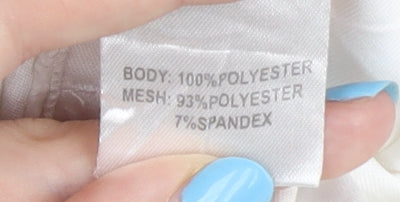 BODY: 100%POLYESTER
MESH: 93%POLYESTER
7%SPANDEX